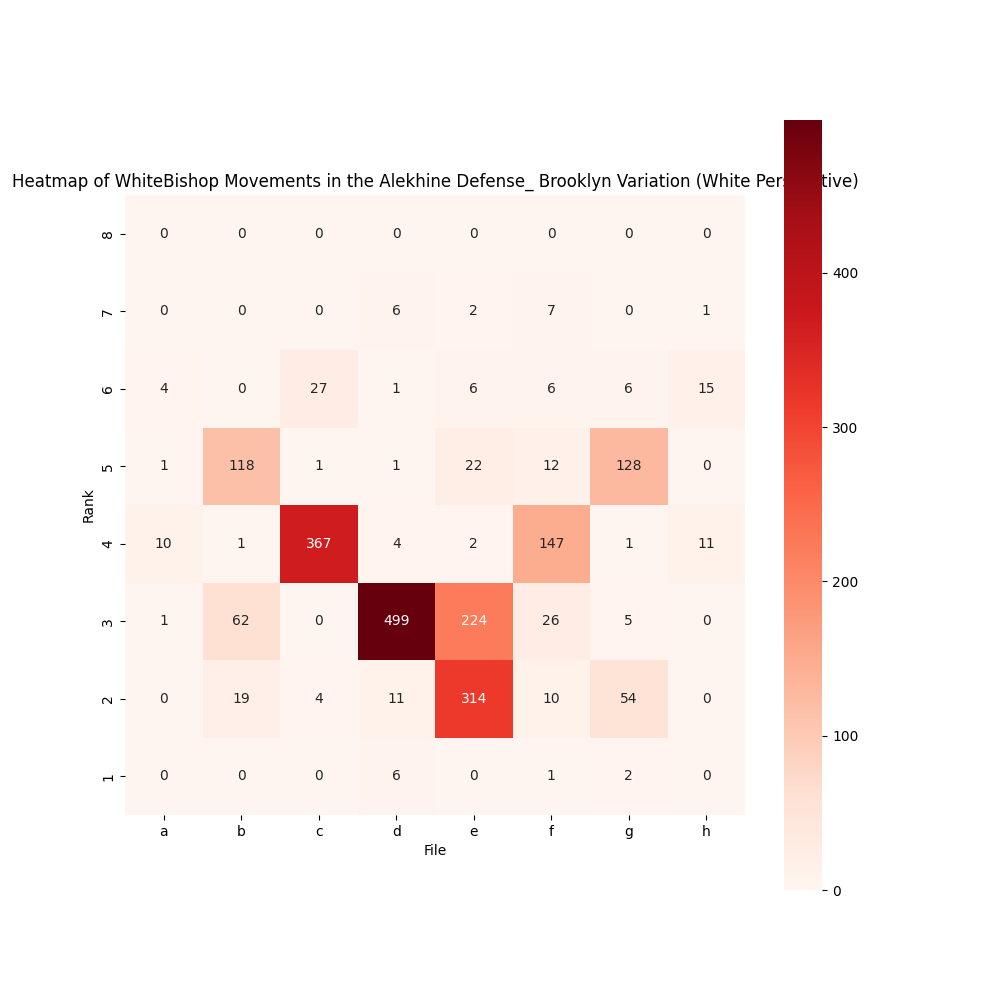 Heatmap of WhiteBishop Movements in the Alekhine Defense_ Brooklyn Variation (White Pers tive)
8 0 0 0 0 0 0 0 0
7 0 0 0 6 2 7 0 1
6 4 0 27 1 6 6 6 15
5 1 118 1 1 22 12 128 0
4 10 1 367 4 2 147 1 11
3 1 62 0 499 224 26 5 0
2 0 19 4 11 314 10 54 0
1 0 0 0 6 0 1 2 0
a b c d e f g h
File
Rank
400
300
200
100
0